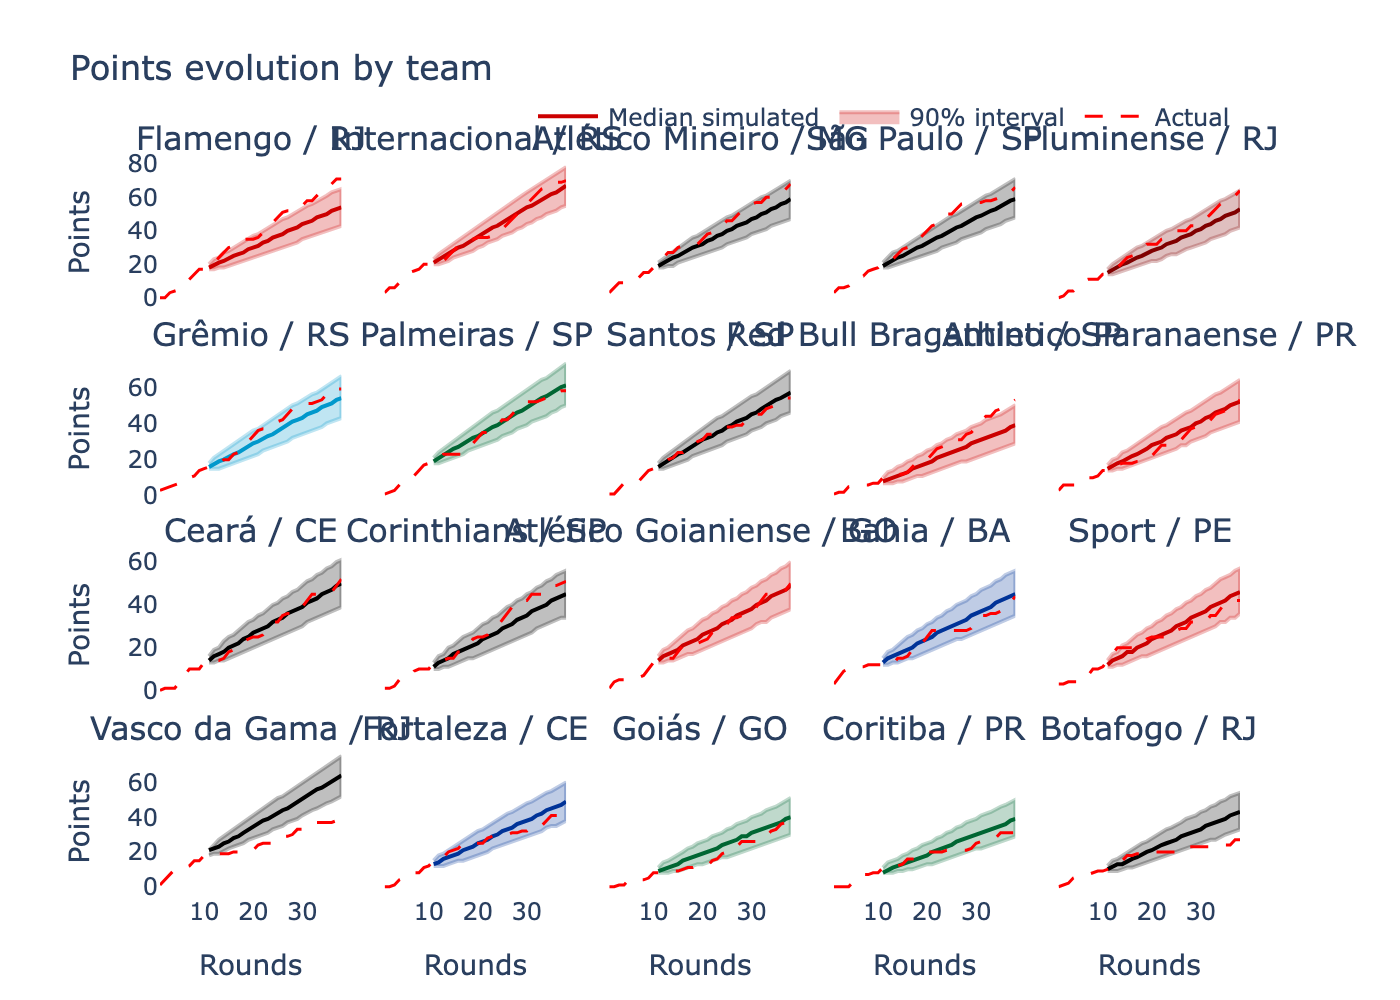 Points evolution by team
Median simulated 90% interval Actual
Flamengo / RJ Internacional / RS Atlético Mineiro / MG São Paulo / SP Fluminense / RJ
80
60
40
20
0
Points
Grêmio / RS Palmeiras / SP Santos / SP Red Bull Bragantino / SP Athletico Paranaense / PR
60
40
20
0
Points
Ceará / CE Corinthians / SP Atlético Goianiense / GO Bahia / BA Sport / PE
60
40
20
0
Points
Vasco da Gama / RJ Fortaleza / CE Goiás / GO Coritiba / PR Botafogo / RJ
60
40
20
0
Points
10 20 30 10 20 30 10 20 30 10 20 30 10 20 30
Rounds Rounds Rounds Rounds Rounds